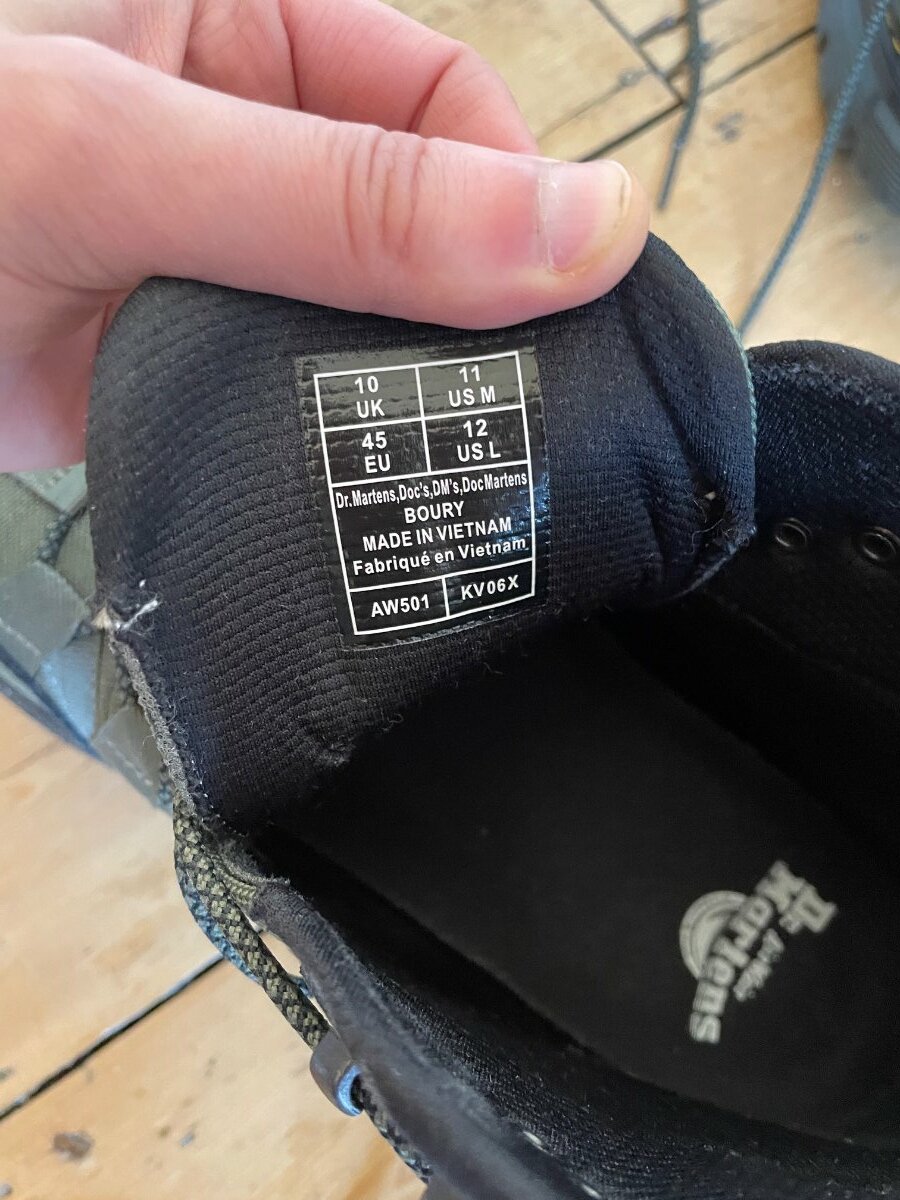 10
UK
11
US M
45
EU
12
US L
Dr.Martens,Doc's,DM's,DocMartens
BOURY
MADE IN VIETNAM
Fabriqué en Vietnam
AW501
KV06X
Dr.
Martens